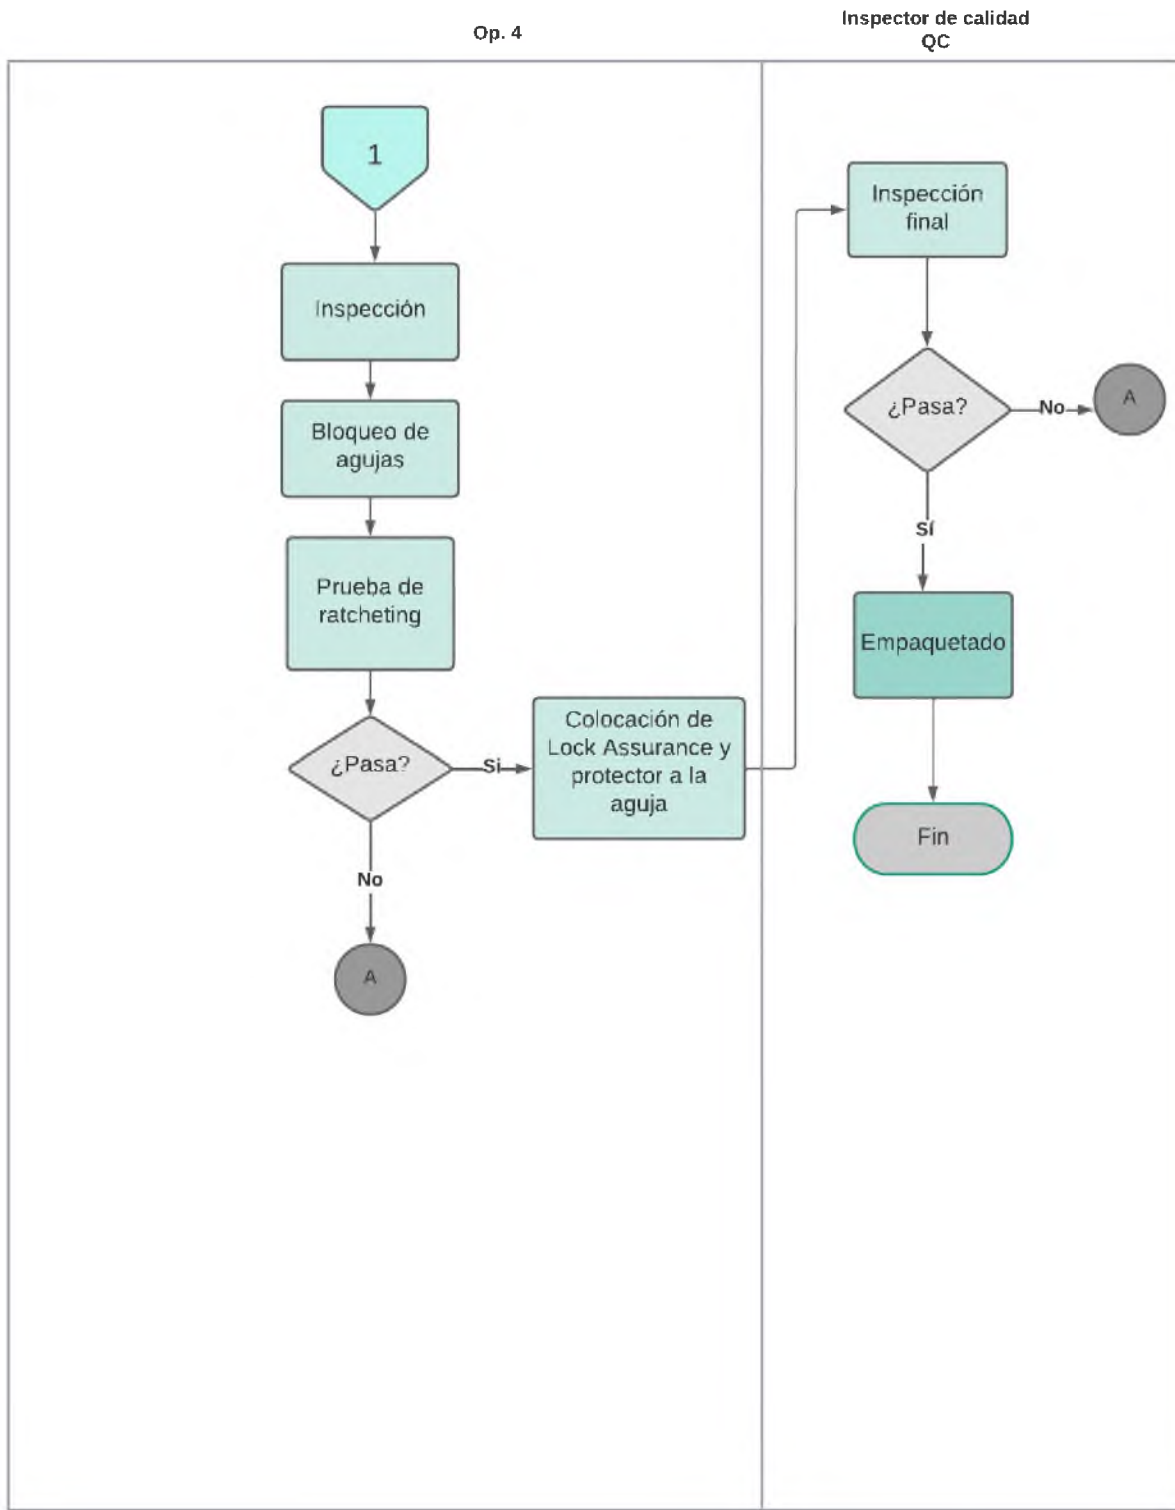 Op. 4
Inspector de calidad
QC
1
Inspección
Bloqueo de
agujas
Prueba de
ratcheting
¿Pasa?
Si
Colocación de
Lock Assurance y
protector a la
aguja
No
A
Inspección
final
¿Pasa?
No
A
Sí
Empaquetado
Fin